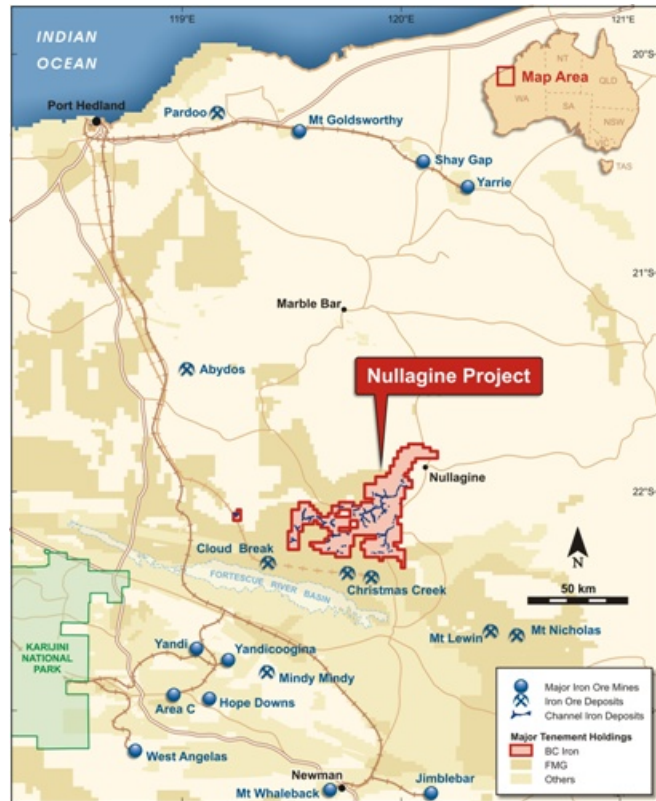 119°E
120°E
121°E
INDIAN
OCEAN
20°S
NT
QLD
WA
SA
NSW
TAS
Map Area
Port Hedland
Pardoo
Mt Goldsworthy
Shay Gap
Yarrie
21°S
Marble Bar
Abydos
Nullagine Project
Nullagine
22°S
Cloud Break
FORTESCUE RIVER BASIN
Christmas Creek
N
50 km
KARIJINI
NATIONAL
PARK
Yandi
Yandicoogina
Mindy Mindy
Mt Lewin
Mt Nicholas
Area C
Hope Downs
West Angelas
Newman
Mt Whaleback
Jimblebar
Major Iron Ore Mines
Iron Ore Deposits
Channel Iron Deposits
Major Tenement Holdings
BC Iron
FMG
Others